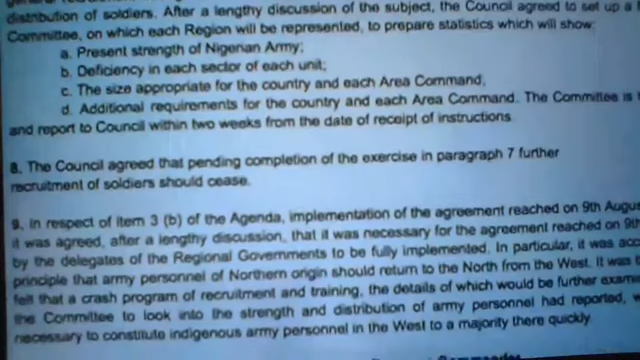 distribution of soldiers. After a lengthy discussion of the subject, the Council agreed to set up a
Committee, on which each Region will be represented, to prepare statistics which will show:
a. Present strength of Nigerian Army;
b. Deficiency in each sector of each unit;
c. The size appropriate for the country and each Area Command;
d. Additional requirements for the country and each Area Command. The Committee is
and report to Council within two weeks from the date of receipt of instructions.
8. The Council agreed that pending completion of the exercise in paragraph 7 further
recruitment of soldiers should cease.
9. In respect of item 3 (b) of the Agenda, implementation of the agreement reached on 9th Augus
it was agreed, after a lengthy discussion, that it was necessary for the agreement reached on 9th
by the delegates of the Regional Governments to be fully implemented. In particular, it was acc
principle that army personnel of Northern origin should return to the North from the West. It was
felt that a crash program of recruitment and training, the details of which would be further exam
the Committee to look into the strength and distribution of army personnel had reported,
necessary to constitute indigenous army personnel in the West to a majority there quickly